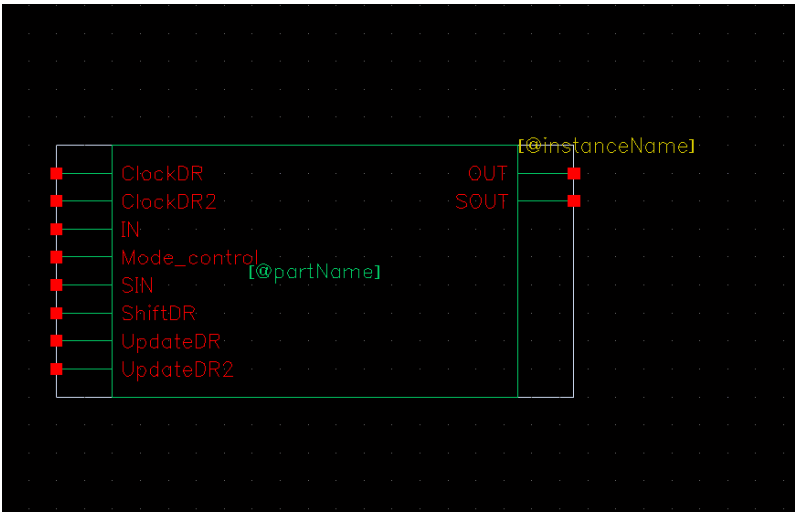 [@instanceName]
ClockDR
OUT
ClockDR2
SOUT
IN
Mode_control
[@partName]
SIN
ShiftDR
UpdateDR
UpdateDR2